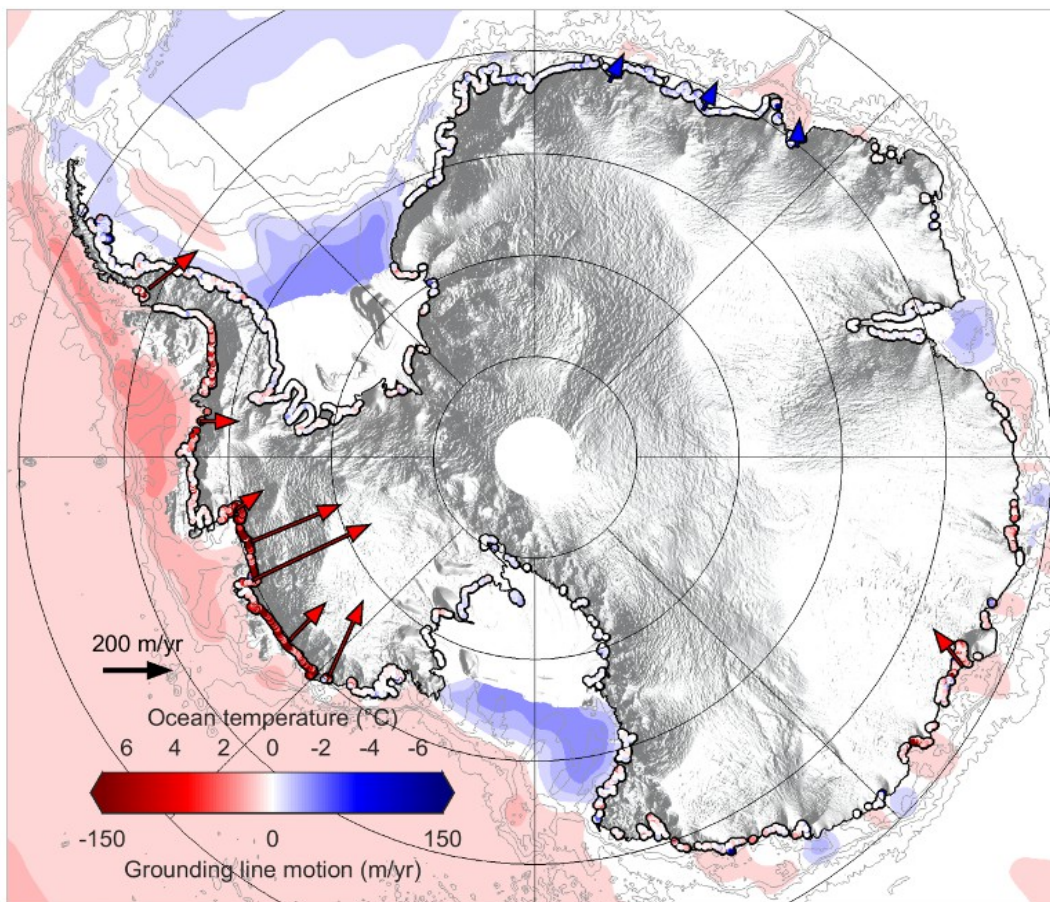 200 m/yr
Ocean temperature (°C)
6 4 2 0 -2 -4 -6
-150 0 150
Grounding line motion (m/yr)